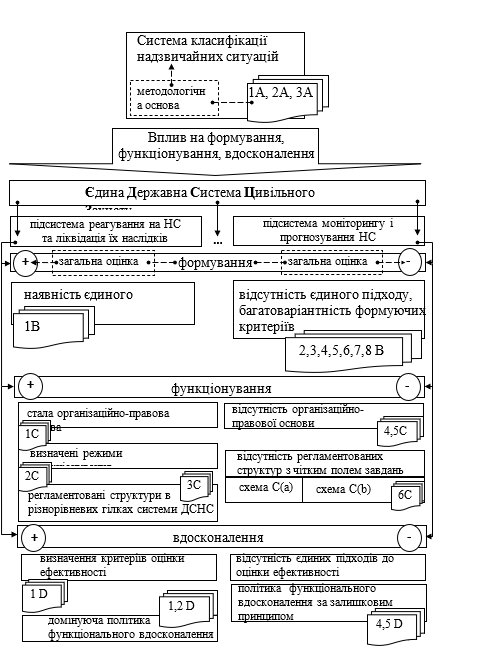 Система класифікації
надзвичайних ситуацій
методологічн
а основа
1А, 2А, 3А
Вплив на формування,
функціонування, вдосконалення
Єдина Державна Система Цивільного
підсистема реагування на НС
та ліквідація їх наслідків
...
підсистема моніторингу і
прогнозування НС
+
загальна оцінка
формування
загальна оцінка
-
наявність єдиного
1В
відсутність єдиного підходу,
багатоваріантність формуючих
критеріїв
2,3,4,5,6,7,8 В
+
функціонування
-
стала організаційно-правова
1С
відсутність організаційно-
правової основи
4,5С
визначені режими
2С
3С
регламентовані структури в
різнорівневих гілках системи ДСНС
відсутність регламентованих
структур з чітким полем завдань
схема С(а)
схема С(b)
6С
+
вдосконалення
-
визначення критеріїв оцінки
ефективності
1 D
1,2 D
домінуюча політика
функціонального вдосконалення
відсутність єдиних підходів до
оцінки ефективності
політика функціонального
вдосконалення за залишковим
принципом
4,5 D